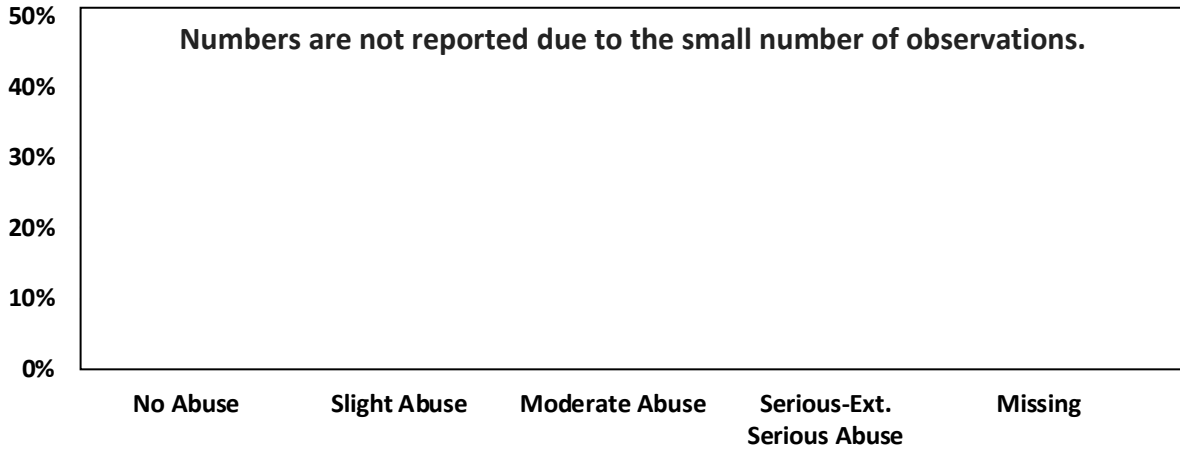 50%
Numbers are not reported due to the small number of observations.
40%
30%
20%
10%
0%
No Abuse
Slight Abuse
Moderate Abuse
Serious-Ext.
Serious Abuse
Missing